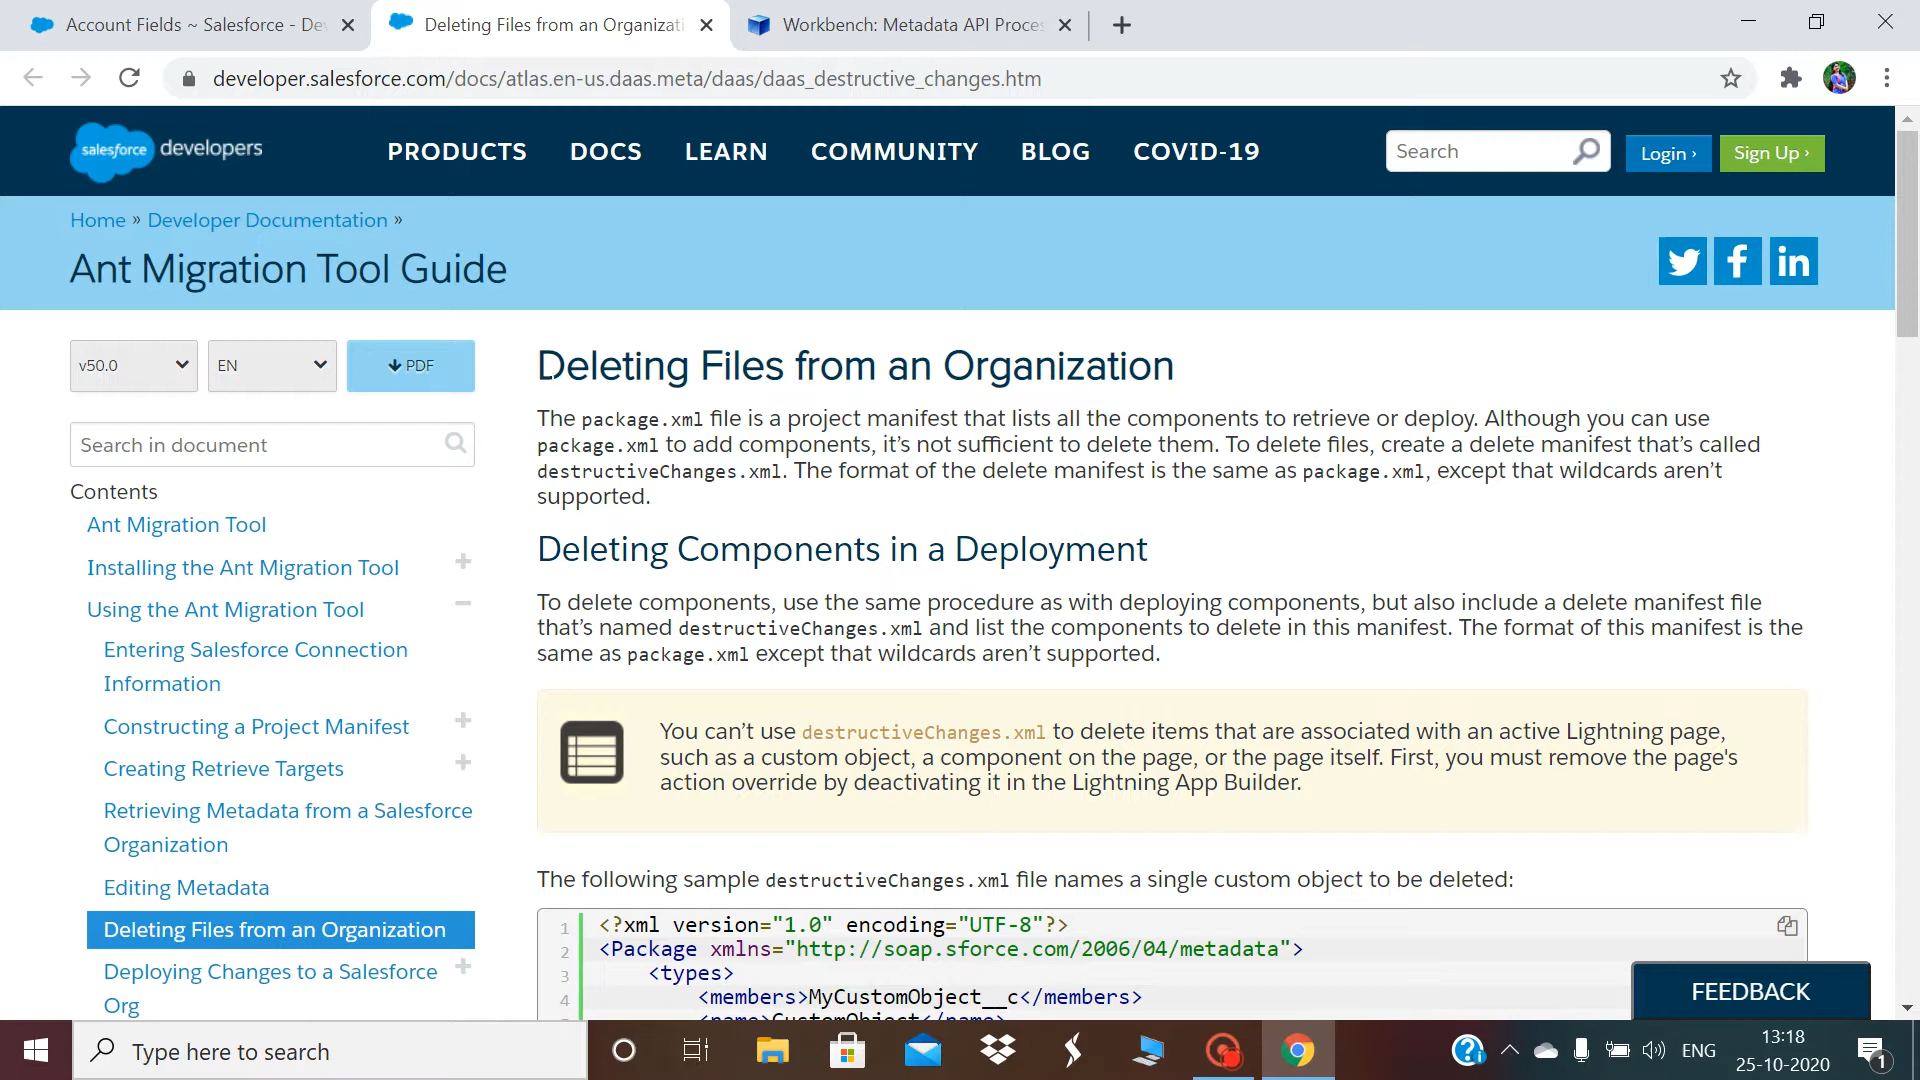 Account Fields ~ Salesforce - Dev
Deleting Files from an Organizati
Workbench: Metadata API Proces
developer.salesforce.com/docs/atlas.en-us.daas.meta/daas/daas_destructive_changes.htm
salesforce developers
PRODUCTS DOCS LEARN COMMUNITY BLOG COVID-19
Search
Login ›
Sign Up ›
Home » Developer Documentation »
Ant Migration Tool Guide
v50.0
EN
PDF
Search in document
Contents
Ant Migration Tool
Installing the Ant Migration Tool
Using the Ant Migration Tool
Entering Salesforce Connection
Information
Constructing a Project Manifest
Creating Retrieve Targets
Retrieving Metadata from a Salesforce
Organization
Editing Metadata
Deleting Files from an Organization
Deploying Changes to a Salesforce
Org
Deleting Files from an Organization
The package.xml file is a project manifest that lists all the components to retrieve or deploy. Although you can use
package.xml to add components, it’s not sufficient to delete them. To delete files, create a delete manifest that’s called
destructiveChanges.xml. The format of the delete manifest is the same as package.xml, except that wildcards aren’t
supported.
Deleting Components in a Deployment
To delete components, use the same procedure as with deploying components, but also include a delete manifest file
that’s named destructiveChanges.xml and list the components to delete in this manifest. The format of this manifest is the
same as package.xml except that wildcards aren’t supported.
You can’t use destructiveChanges.xml to delete items that are associated with an active Lightning page,
such as a custom object, a component on the page, or the page itself. First, you must remove the page's
action override by deactivating it in the Lightning App Builder.
The following sample destructiveChanges.xml file names a single custom object to be deleted:
1 <?xml version="1.0" encoding="UTF-8"?>
2 <Package xmlns="http://soap.sforce.com/2006/04/metadata">
3 <types>
4 <members>MyCustomObject__c</members>
<name>CustomObject</name>
FEEDBACK
Type here to search
ENG
13:18
25-10-2020
1